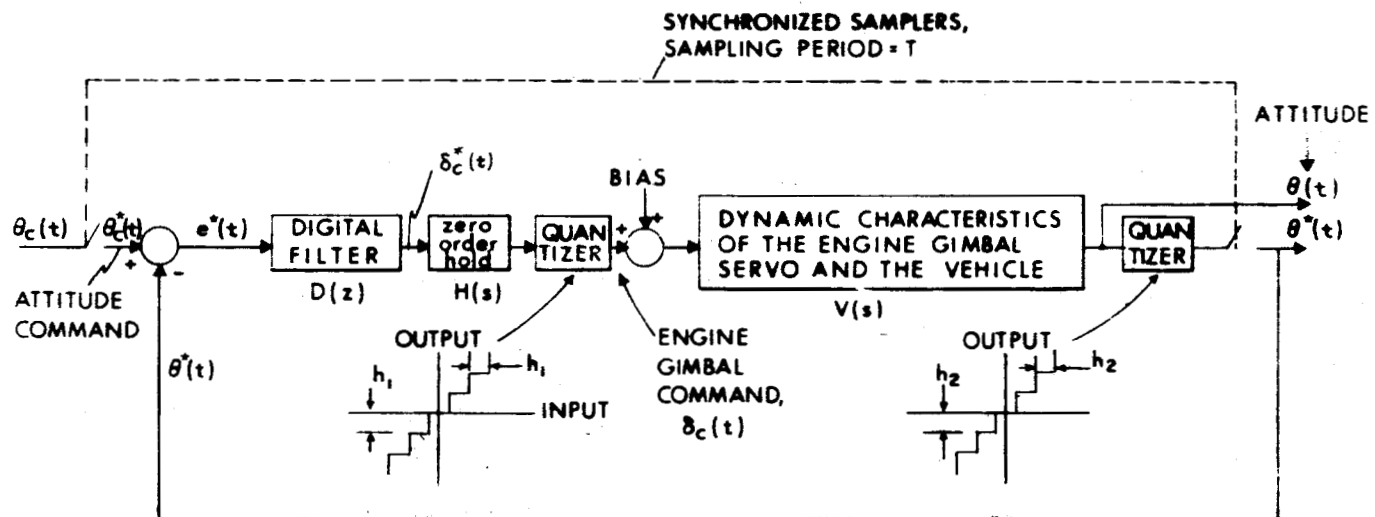 SYNCHRONIZED SAMPLERS,
SAMPLING PERIOD = T
ATTITUDE
δc*(t)
BIAS
θ(t)
θc(t)
θc*(t)
e*(t)
DIGITAL
FILTER
zero
order
hold
QUAN
TIZER
+
+
DYNAMIC CHARACTERISTICS
OF THE ENGINE GIMBAL
SERVO AND THE VEHICLE
QUAN
TIZER
θ*(t)
+
-
D(z)
H(s)
V(s)
ATTITUDE
COMMAND
θ*(t)
OUTPUT
h₁
h₁
INPUT
ENGINE
GIMBAL
COMMAND,
δc(t)
OUTPUT
h₂
h₂